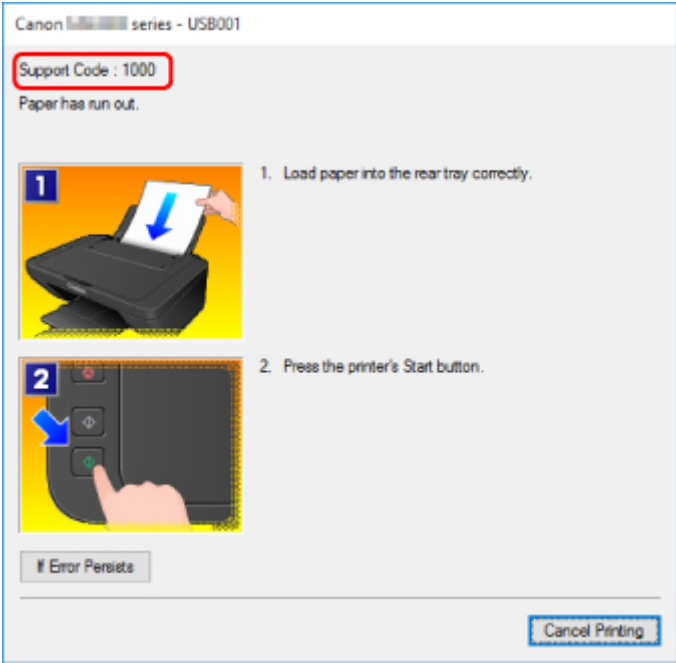 Canon series - USB001
Support Code : 1000
Paper has run out.
1
1. Load paper into the rear tray correctly.
2
2. Press the printer's Start button.
If Error Persists
Cancel Printing